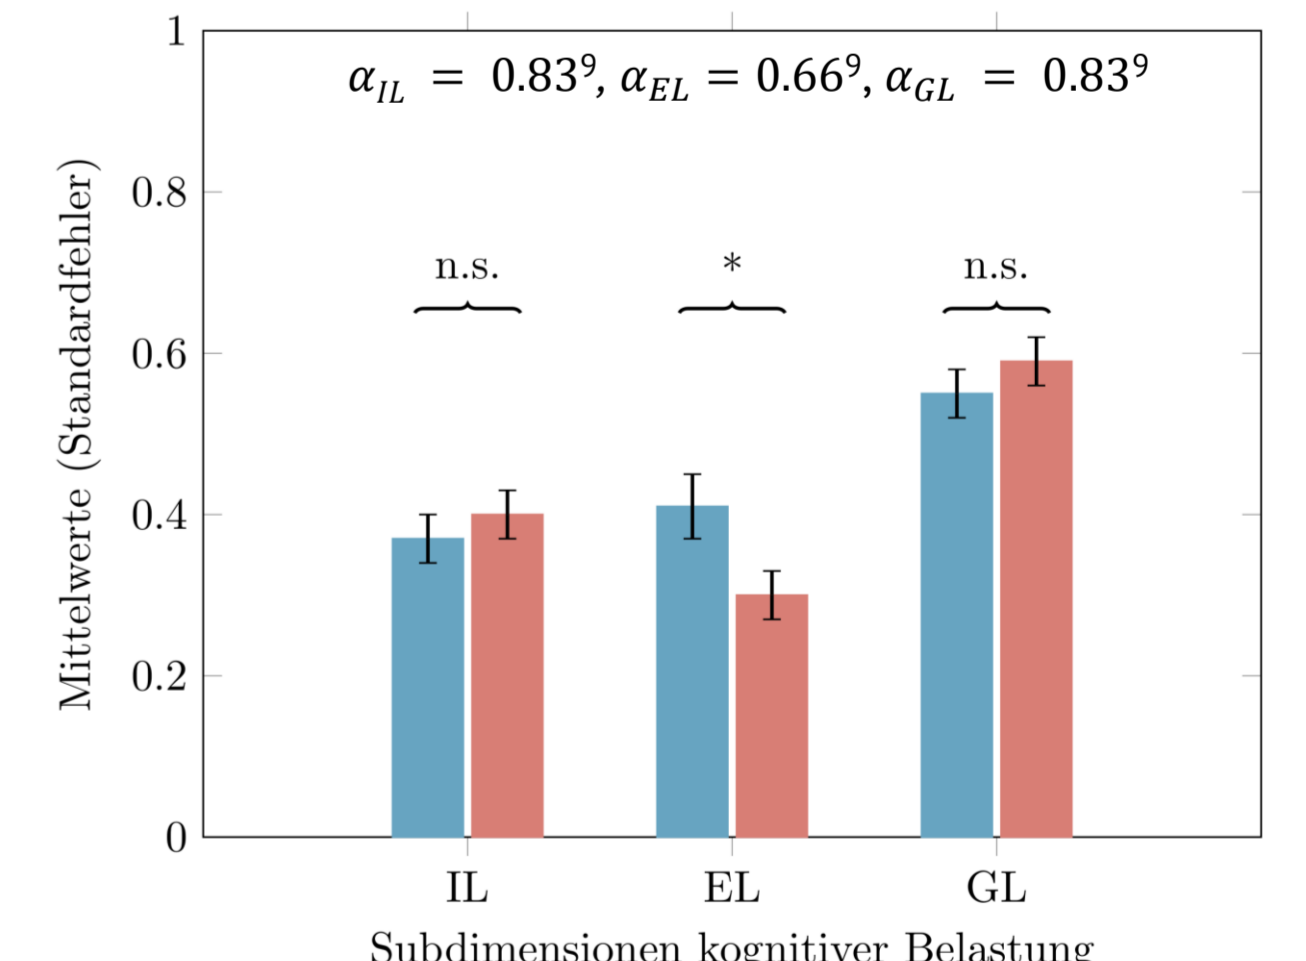 1
α_IL = 0.83⁹, α_EL = 0.66⁹, α_GL = 0.83⁹
0.8
n.s.
*
n.s.
0.6
0.4
0.2
0
Mittelwerte (Standardfehler)
IL
EL
GL
Subdimensionen kognitiver Belastung